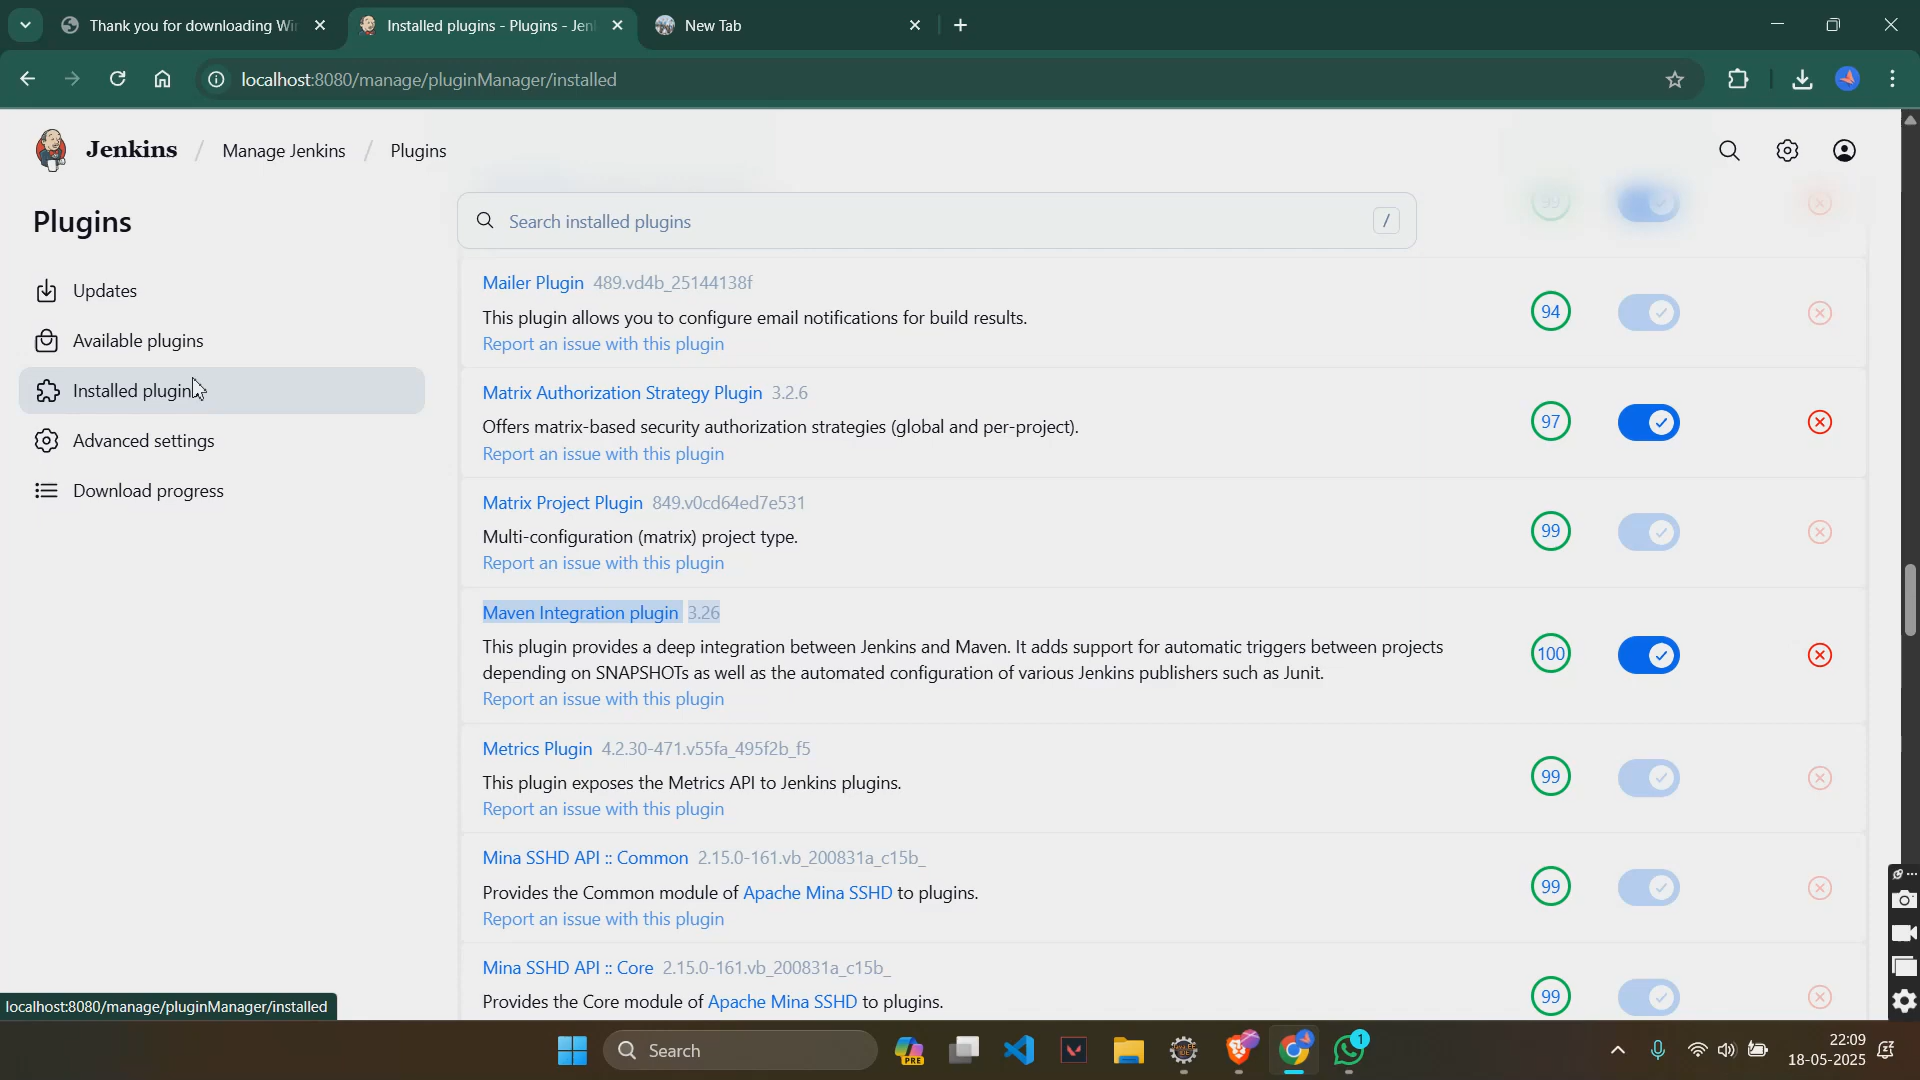 Thank you for downloading Wi
Installed plugins - Plugins - Jen
New Tab
localhost:8080/manage/pluginManager/installed
Jenkins / Manage Jenkins / Plugins
Plugins
Updates
Available plugins
Installed plugin
Advanced settings
Download progress
Search installed plugins
/
Mailer Plugin 489.vd4b_25144138f
This plugin allows you to configure email notifications for build results.
Report an issue with this plugin
94
Matrix Authorization Strategy Plugin 3.2.6
Offers matrix-based security authorization strategies (global and per-project).
Report an issue with this plugin
97
Matrix Project Plugin 849.v0cd64ed7e531
Multi-configuration (matrix) project type.
Report an issue with this plugin
99
Maven Integration plugin 3.26
This plugin provides a deep integration between Jenkins and Maven. It adds support for automatic triggers between projects
depending on SNAPSHOTs as well as the automated configuration of various Jenkins publishers such as Junit.
Report an issue with this plugin
100
Metrics Plugin 4.2.30-471.v55fa_495f2b_f5
This plugin exposes the Metrics API to Jenkins plugins.
Report an issue with this plugin
99
Mina SSHD API :: Common 2.15.0-161.vb_200831a_c15b_
Provides the Common module of Apache Mina SSHD to plugins.
Report an issue with this plugin
99
Mina SSHD API :: Core 2.15.0-161.vb_200831a_c15b_
Provides the Core module of Apache Mina SSHD to plugins.
99
localhost:8080/manage/pluginManager/installed
Search
PRE
1
22:09
18-05-2025